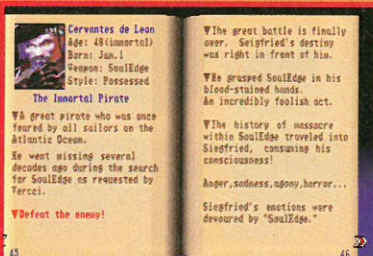 Cervantes de Leon
Age: 48(immortal)
Born: Jan.1
Weapon: SoulEdge
Style: Possessed
The Immortal Pirate
▼A great pirate who was once
feared by all sailors on the
Atlantic Ocean.
He went missing several
decades ago during the search
for SoulEdge as requested by
Vercci.
▼Defeat the enemy!
45
▼The great battle is finally
over. Seigfried's destiny
was right in front of him.
▼He grasped SoulEdge in his
blood-stained hands.
An incredibly foolish act.
▼The history of massacre
within SoulEdge traveled into
Siegfried, consuming his
consciousness!
Anger,sadness,agony,horror...
Siegfried's emotions were
devoured by "SoulEdge."
46